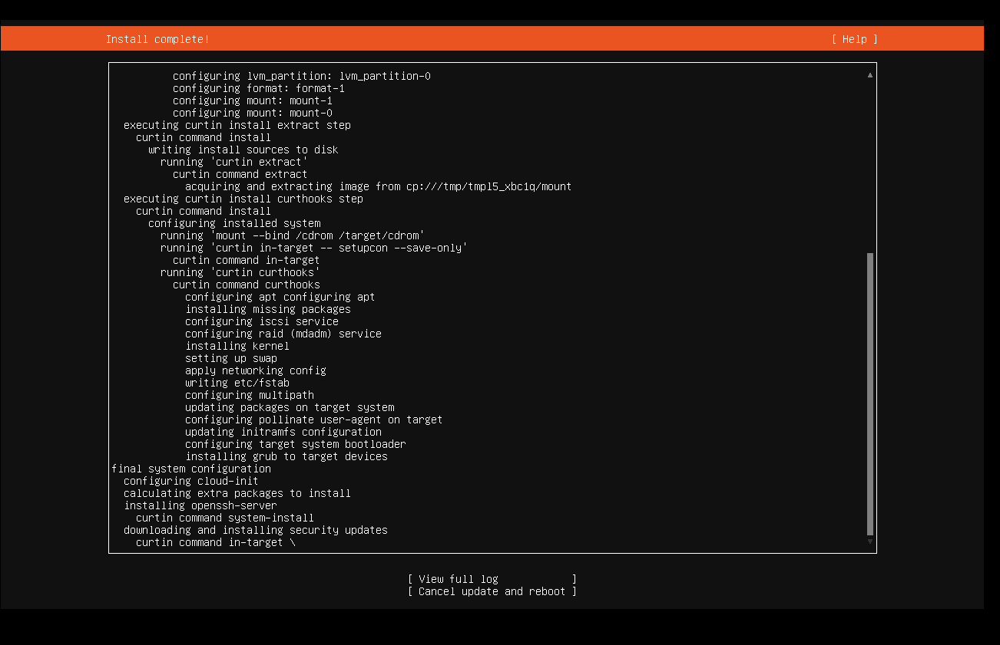 Install complete! [ Help ]
configuring lvm_partition: lvm_partition-0
configuring format: format-1
configuring mount: mount-1
configuring mount: mount-0
executing curtin install extract step
curtin command install
writing install sources to disk
running 'curtin extract'
curtin command extract
acquiring and extracting image from cp:///tmp/tmpl5_xbc1q/mount
executing curtin install curthooks step
curtin command install
configuring installed system
running 'mount --bind /cdrom /target/cdrom'
running 'curtin in-target -- setupcon --save-only'
curtin command in-target
running 'curtin curthooks'
curtin command curthooks
configuring apt configuring apt
installing missing packages
configuring iscsi service
configuring raid (mdadm) service
installing kernel
setting up swap
apply networking config
writing etc/fstab
configuring multipath
updating packages on target system
configuring pollinate user-agent on target
updating initramfs configuration
configuring target system bootloader
installing grub to target devices
final system configuration
configuring cloud-init
calculating extra packages to install
installing openssh-server
curtin command system-install
downloading and installing security updates
curtin command in-target \
[ View full log ]
[ Cancel update and reboot ]